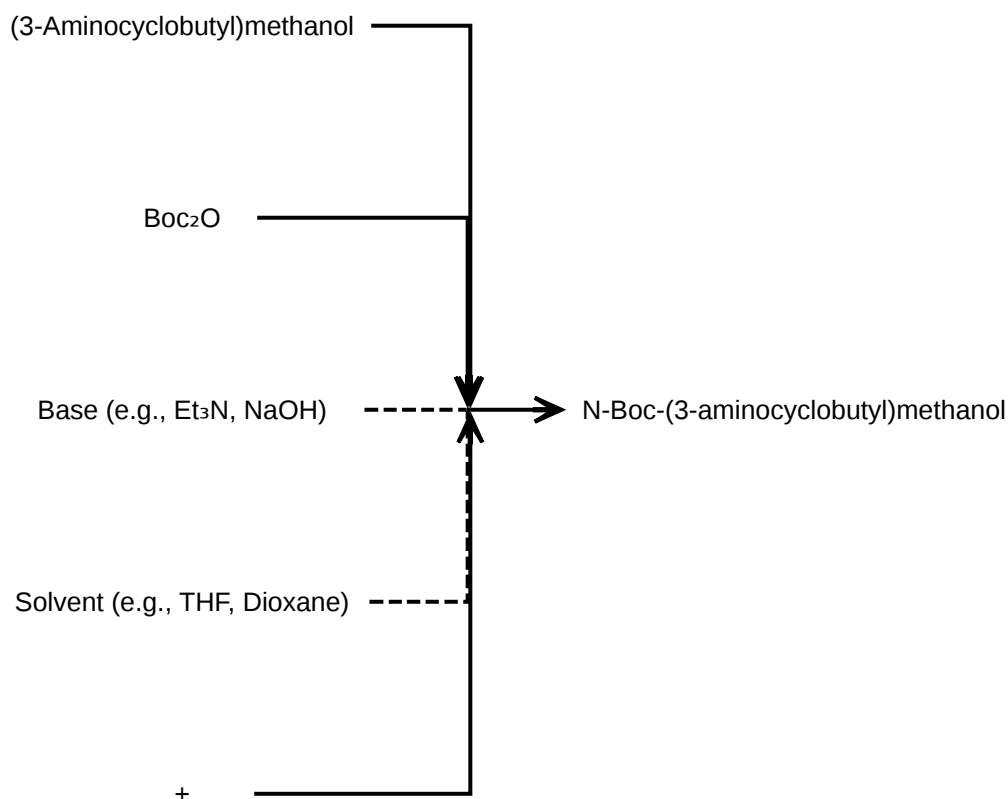 (3-Aminocyclobutyl)methanol
Boc₂O
Base (e.g., Et₃N, NaOH)
N-Boc-(3-aminocyclobutyl)methanol
Solvent (e.g., THF, Dioxane)
+